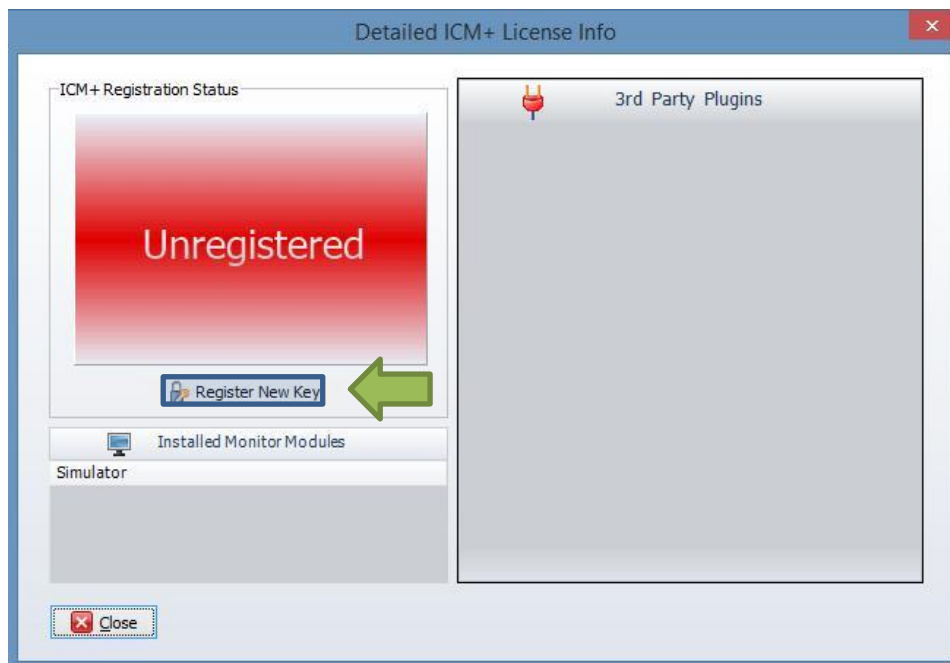 Detailed ICM+ License Info
ICM+ Registration Status
Unregistered
Register New Key
Installed Monitor Modules
Simulator
3rd Party Plugins
Close